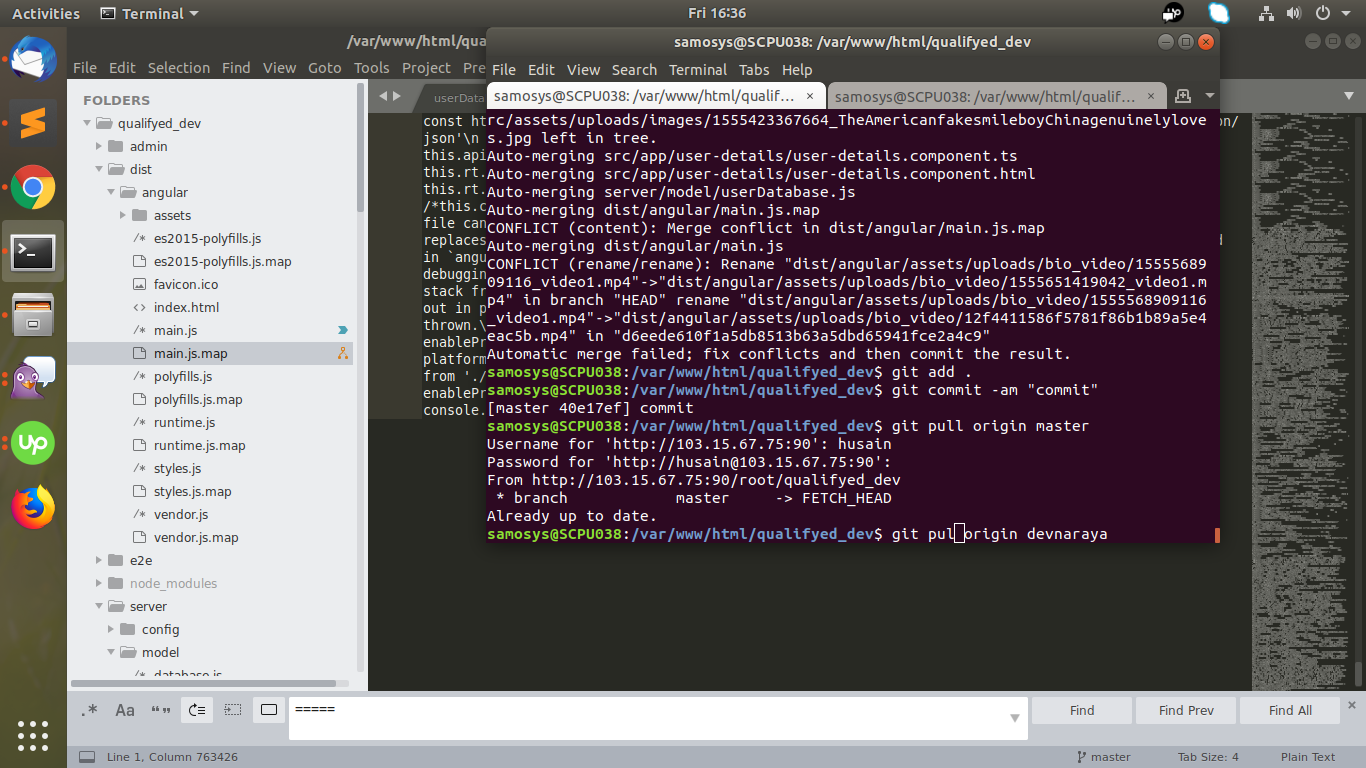 Activities
Terminal
Fri 16:36
/var/www/html/qua
File Edit Selection Find View Goto Tools Project Pre
FOLDERS
qualifyed_dev
admin
dist
angular
assets
es2015-polyfills.js
es2015-polyfills.js.map
favicon.ico
index.html
main.js
main.js.map
polyfills.js
polyfills.js.map
runtime.js
runtime.js.map
styles.js
styles.js.map
vendor.js
vendor.js.map
e2e
node_modules
server
config
model
database.js
userData
const ht
json'\n
this.api
this.rt.
this.rt.
/*this.c
file can
replaces
in `angu
debuggin
stack fr
out in p
thrown.\
enablePr
platform
from './
enablePr
console.
on/
d
samosys@SCPU038: /var/www/html/qualifyed_dev
File Edit View Search Terminal Tabs Help
samosys@SCPU038: /var/www/html/qualif... ×
samosys@SCPU038: /var/www/html/qualif... ×
rc/assets/uploads/images/1555423367664_TheAmericanfakesmileboyChinagenuinelylove
s.jpg left in tree.
Auto-merging src/app/user-details/user-details.component.ts
Auto-merging src/app/user-details/user-details.component.html
Auto-merging server/model/userDatabase.js
Auto-merging dist/angular/main.js.map
CONFLICT (content): Merge conflict in dist/angular/main.js.map
Auto-merging dist/angular/main.js
CONFLICT (rename/rename): Rename "dist/angular/assets/uploads/bio_video/15555689
09116_video1.mp4"->"dist/angular/assets/uploads/bio_video/1555651419042_video1.m
p4" in branch "HEAD" rename "dist/angular/assets/uploads/bio_video/1555568909116
_video1.mp4"->"dist/angular/assets/uploads/bio_video/12f4411586f5781f86b1b89a5e4
eac5b.mp4" in "d6eede610f1a5db8513b63a5dbd65941fce2a4c9"
Automatic merge failed; fix conflicts and then commit the result.
samosys@SCPU038:/var/www/html/qualifyed_dev$ git add .
samosys@SCPU038:/var/www/html/qualifyed_dev$ git commit -am "commit"
[master 40e17ef] commit
samosys@SCPU038:/var/www/html/qualifyed_dev$ git pull origin master
Username for 'http://103.15.67.75:90': husain
Password for 'http://husain@103.15.67.75:90':
From http://103.15.67.75:90/root/qualifyed_dev
* branch master -> FETCH_HEAD
Already up to date.
samosys@SCPU038:/var/www/html/qualifyed_dev$ git pul origin devnaraya
.* Aa “”
=====
Find
Find Prev
Find All
×
Line 1, Column 763426
master
Tab Size: 4
Plain Text
up